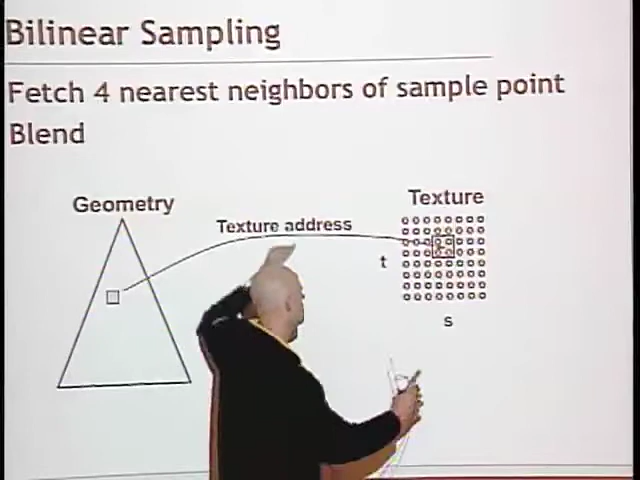 Bilinear Sampling
Fetch 4 nearest neighbors of sample point
Blend
Geometry
Texture address
Texture
t
s